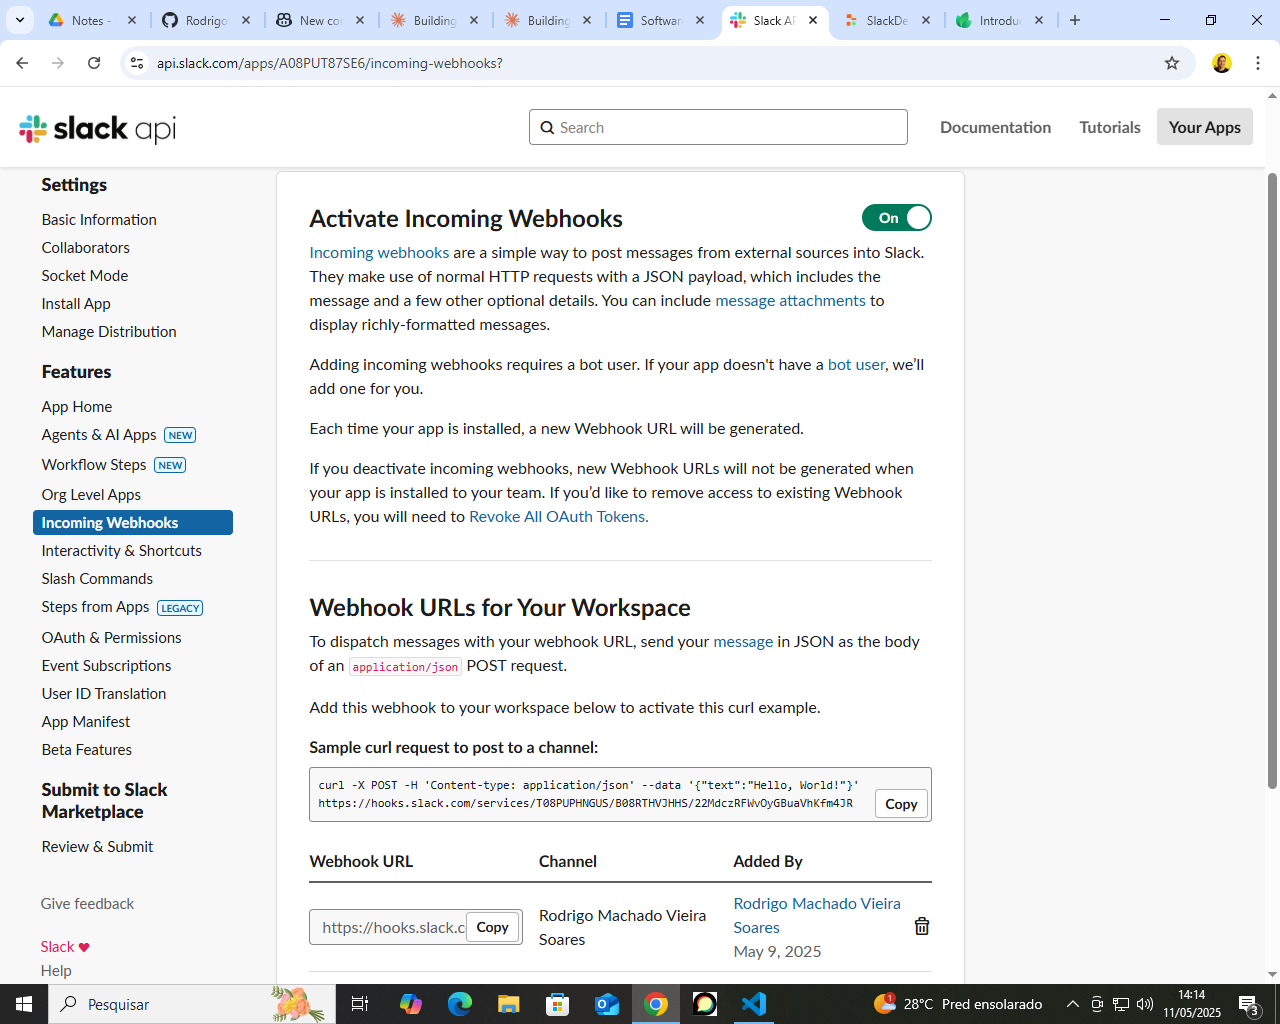 Notes -
Rodrigo
New co
Building
Building
Softwar
Slack AP
SlackDe
Introduc
api.slack.com/apps/A08PUT87SE6/incoming-webhooks?
slack api
Search
Documentation
Tutorials
Your Apps
Settings
Basic Information
Collaborators
Socket Mode
Install App
Manage Distribution
Features
App Home
Agents & AI Apps NEW
Workflow Steps NEW
Org Level Apps
Incoming Webhooks
Interactivity & Shortcuts
Slash Commands
Steps from Apps LEGACY
OAuth & Permissions
Event Subscriptions
User ID Translation
App Manifest
Beta Features
Submit to Slack
Marketplace
Review & Submit
Give feedback
Slack
Help
Activate Incoming Webhooks
On
Incoming webhooks are a simple way to post messages from external sources into Slack.
They make use of normal HTTP requests with a JSON payload, which includes the
message and a few other optional details. You can include message attachments to
display richly-formatted messages.
Adding incoming webhooks requires a bot user. If your app doesn't have a bot user, we’ll
add one for you.
Each time your app is installed, a new Webhook URL will be generated.
If you deactivate incoming webhooks, new Webhook URLs will not be generated when
your app is installed to your team. If you’d like to remove access to existing Webhook
URLs, you will need to Revoke All OAuth Tokens.
Webhook URLs for Your Workspace
To dispatch messages with your webhook URL, send your message in JSON as the body
of an application/json POST request.
Add this webhook to your workspace below to activate this curl example.
Sample curl request to post to a channel:
curl -X POST -H 'Content-type: application/json' --data '{"text":"Hello, World!"}'
https://hooks.slack.com/services/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
Copy
Webhook URL
Channel
Added By
https://hooks.slack.c
Copy
Rodrigo Machado Vieira
Soares
Rodrigo Machado Vieira
Soares
May 9, 2025
Pesquisar
1
28°C Pred ensolarado
14:14
11/05/2025
3